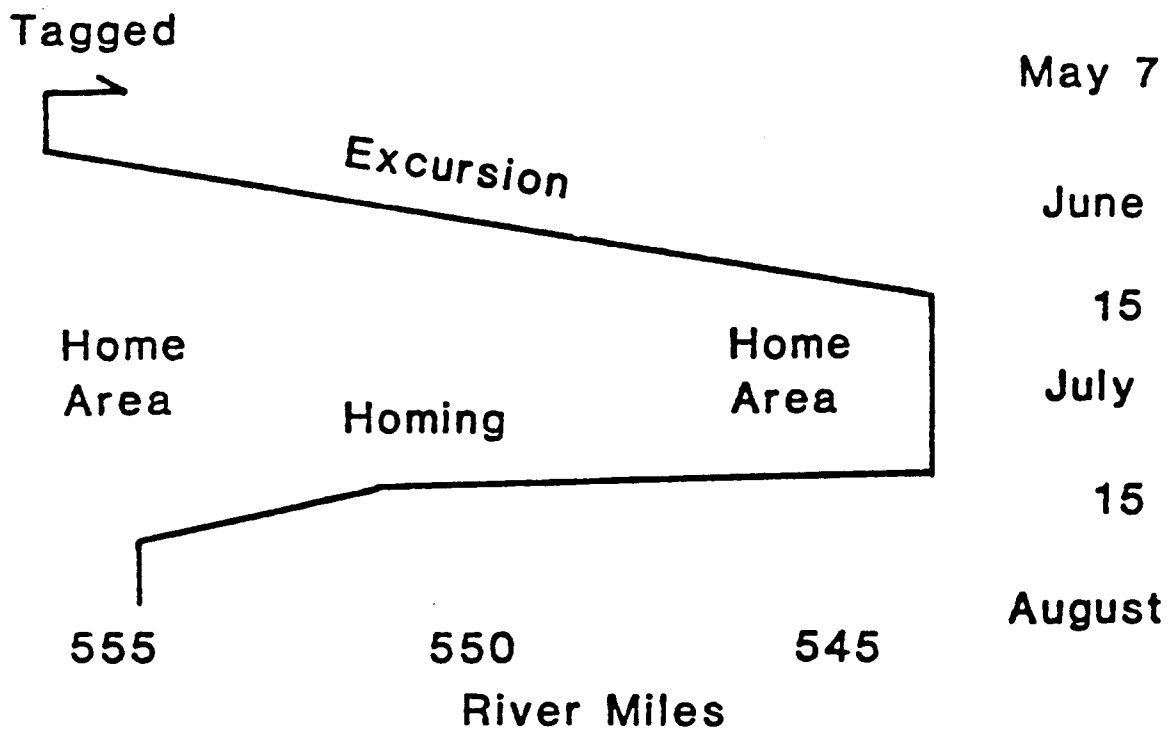 Tagged
May 7
Excursion
June
15
Home
Area
Home
Area
July
Homing
15
August
555
550
545
River Miles